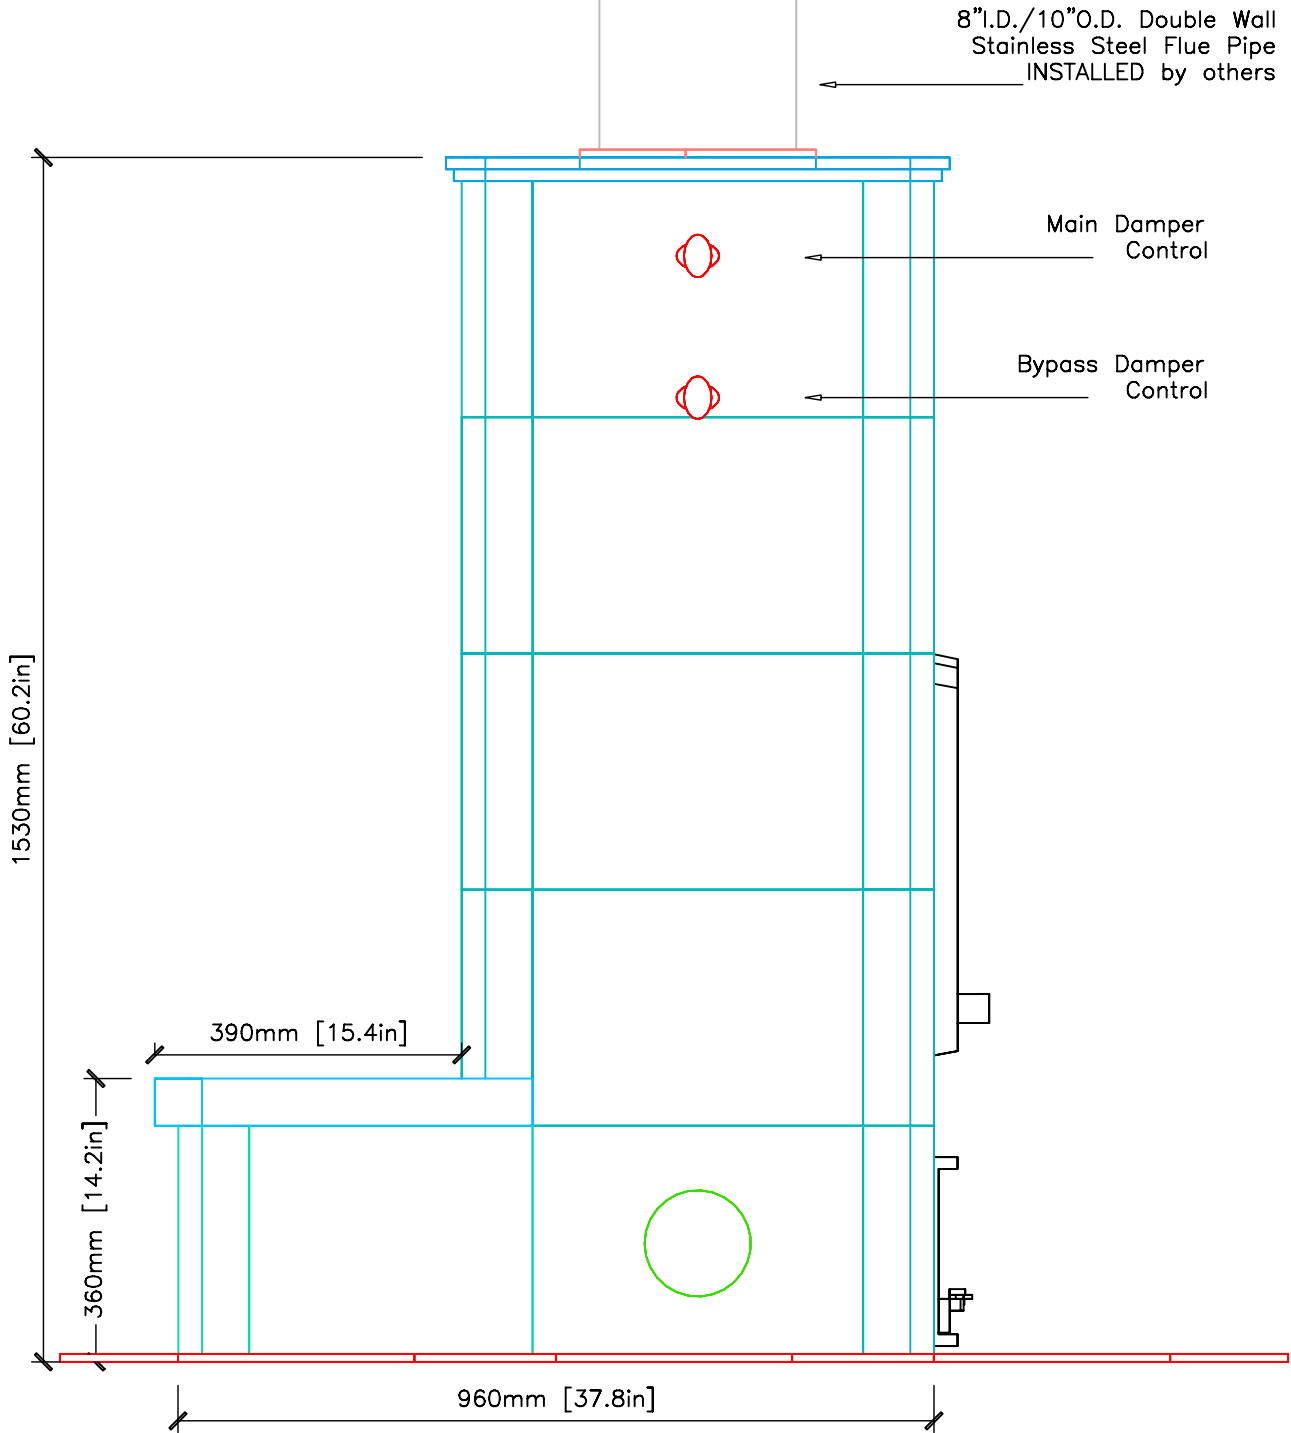 8"I.D./10"O.D. Double Wall
Stainless Steel Flue Pipe
INSTALLED by others
Main Damper
Control
Bypass Damper
Control
1530mm [60.2in]
390mm [15.4in]
360mm [14.2in]
960mm [37.8in]